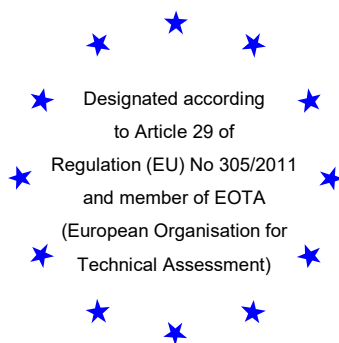 Designated according
to Article 29 of
Regulation (EU) No 305/2011
and member of EOTA
(European Organisation for
Technical Assessment)